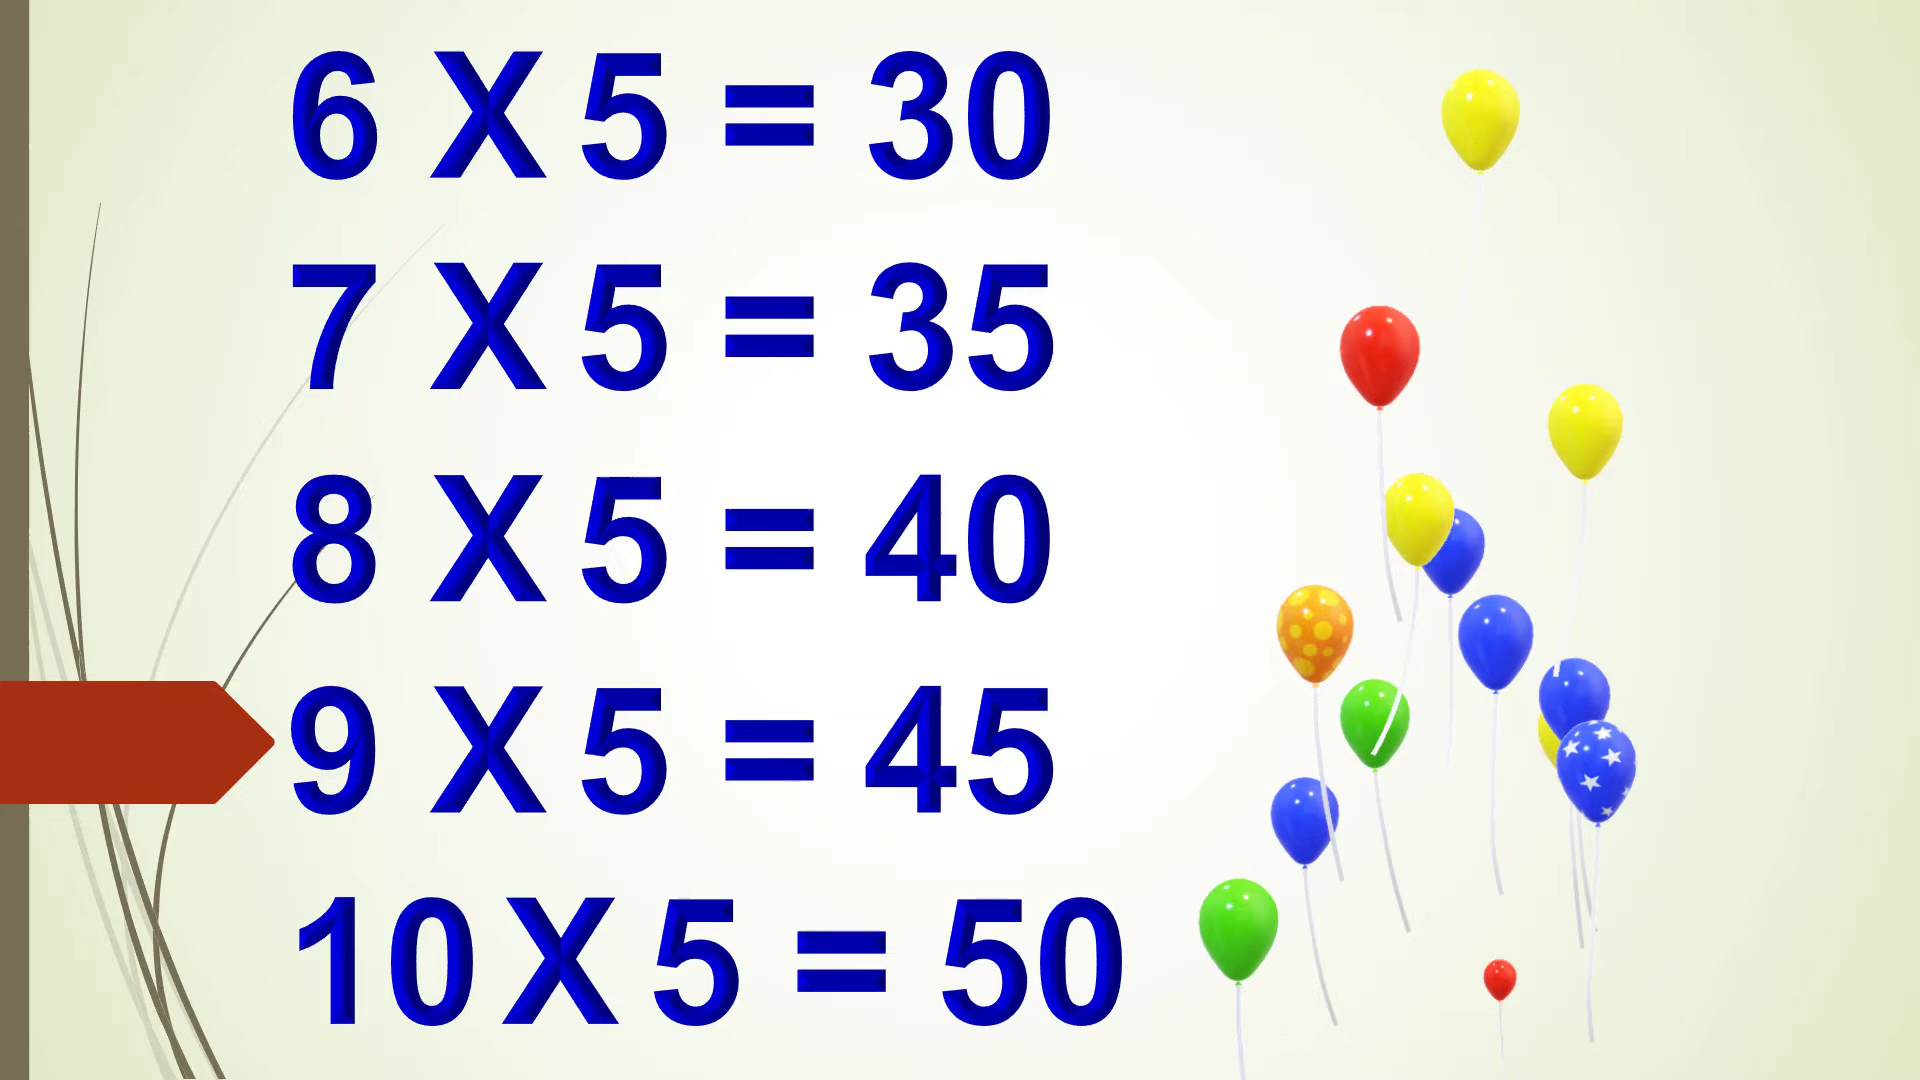 6 X 5 = 30
7 X 5 = 35
8 X 5 = 40
9 X 5 = 45
10 X 5 = 50